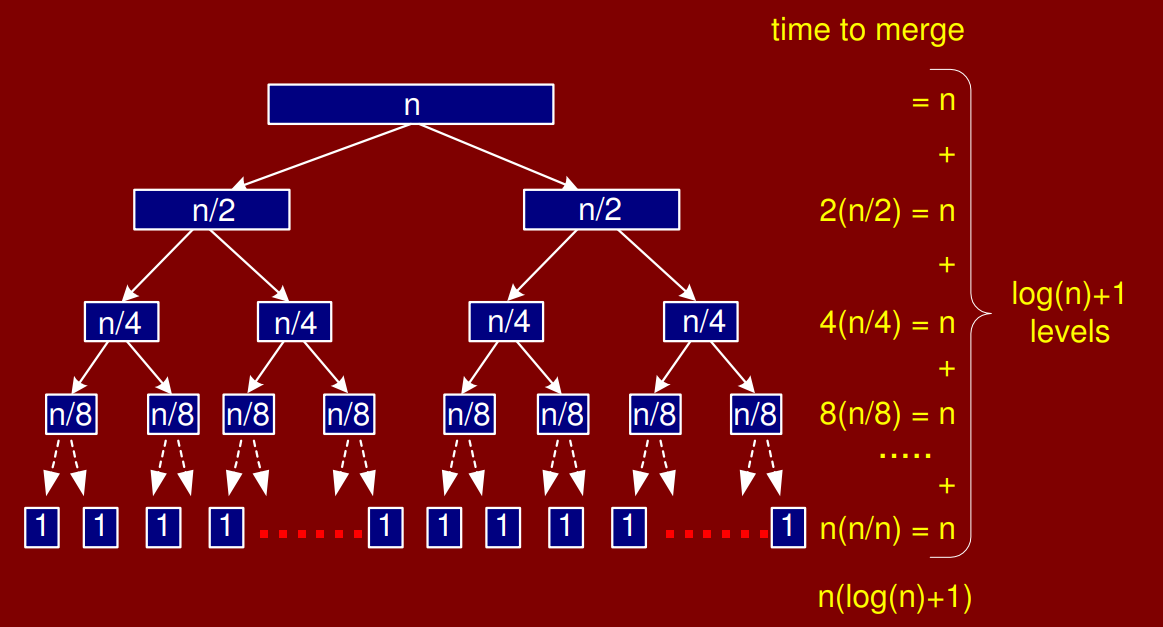 time to merge
n
= n
+
n/2 n/2
2(n/2) = n
+
n/4 n/4 n/4 n/4
4(n/4) = n
log(n)+1
levels
+
n/8 n/8 n/8 n/8 n/8 n/8 n/8 n/8
8(n/8) = n
.....
+
1 1 1 1 ....... 1 1 1 1 1 ....... 1
n(n/n) = n
n(log(n)+1)